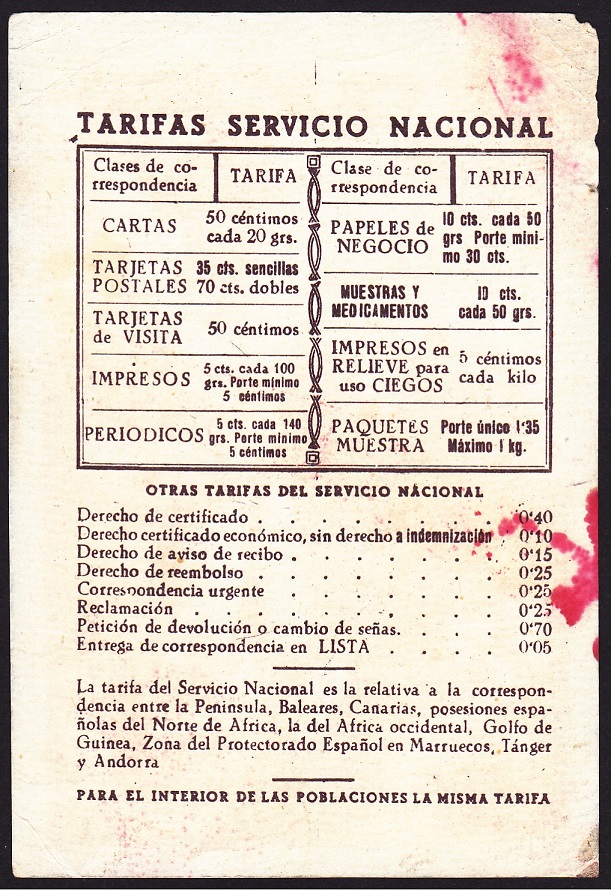 TARIFAS SERVICIO NACIONAL
Clases de co-
rrespondencia
TARIFA
CARTAS
50 céntimos
cada 20 grs.
TARJETAS
POSTALES
35 cts. sencillas
70 cts. dobles
TARJETAS
de VISITA
50 céntimos
IMPRESOS
5 cts. cada 100
grs. Porte mínimo
5 céntimos
PERIODICOS
5 cts. cada 140
grs. Porte mínimo
5 céntimos
Clase de co-
rrespondencia
TARIFA
PAPELES de
NEGOCIO
10 cts. cada 50
grs Porte mini-
mo 30 cts.
MUESTRAS Y
MEDICAMENTOS
10 cts.
cada 50 grs.
IMPRESOS en
RELIEVE para
uso CIEGOS
5 céntimos
cada kilo
PAQUETES
MUESTRA
Porte único 1'35
Máximo 1 kg.
OTRAS TARIFAS DEL SERVICIO NACIONAL
Derecho de certificado . . . . . . . 0'40
Derecho certificado económico, sin derecho a indemnización 0'10
Derecho de aviso de recibo . . . . . . . . 0'15
Derecho de reembolso . . . . . . . . . 0'25
Correspondencia urgente . . . . . . . . 0'25
Reclamación . . . . . . . . . . . 0'25
Petición de devolución o cambio de señas. . . . . 0'70
Entrega de correspondencia en LISTA . . . . 0'05
La tarifa del Servicio Nacional es la relativa a la correspon-
dencia entre la Península, Baleares, Canarias, posesiones espa-
ñolas del Norte de Africa, la del Africa occidental, Golfo de
Guinea, Zona del Protectorado Español en Marruecos, Tánger
y Andorra
PARA EL INTERIOR DE LAS POBLACIONES LA MISMA TARIFA